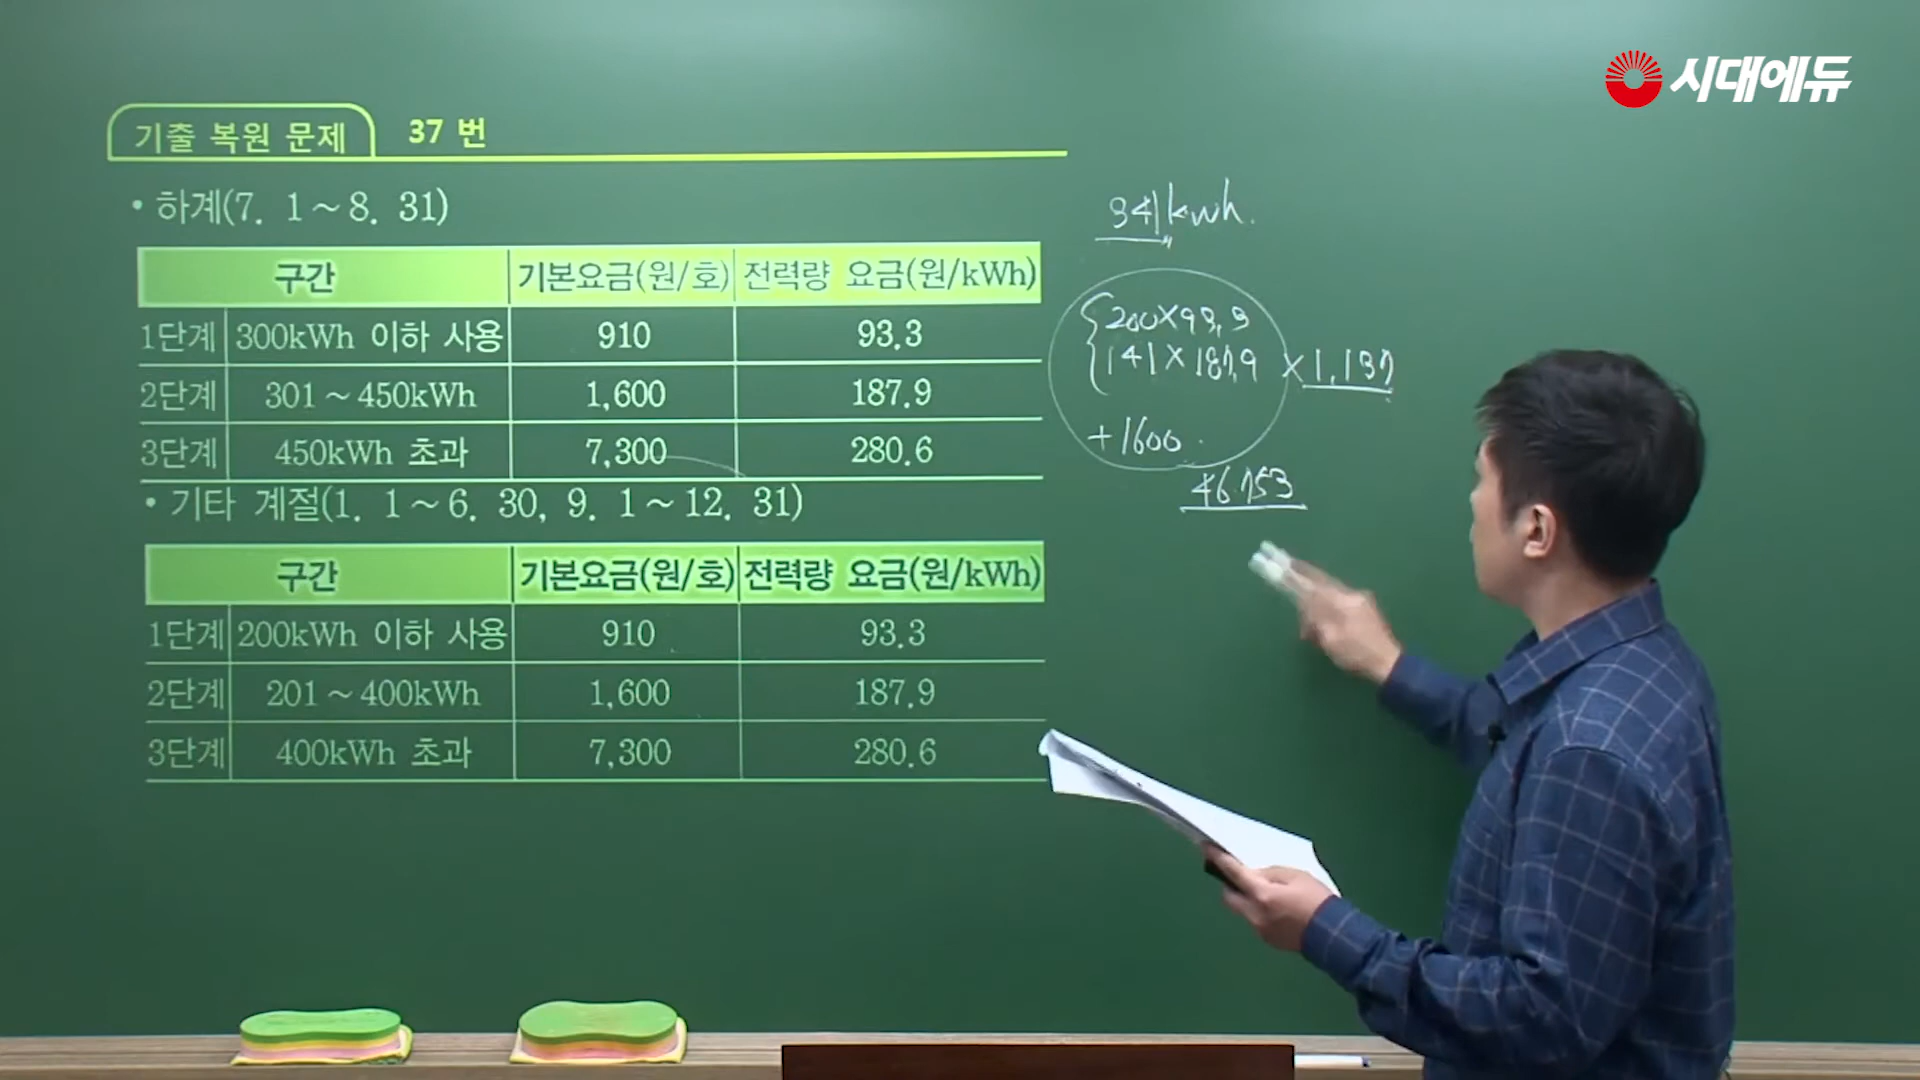 시대에듀
기출 복원 문제 37 번
• 하계(7. 1 ~ 8. 31)
구간 기본요금(원/호) 전력량 요금(원/kWh)
1단계 300kWh 이하 사용 910 93.3
2단계 301 ~ 450kWh 1,600 187.9
3단계 450kWh 초과 7,300 280.6
• 기타 계절(1. 1 ~ 6. 30, 9. 1 ~ 12. 31)
구간 기본요금(원/호) 전력량 요금(원/kWh)
1단계 200kWh 이하 사용 910 93.3
2단계 201 ~ 400kWh 1,600 187.9
3단계 400kWh 초과 7,300 280.6
341kwh.
200×93.3
141×187.9 ×1.137
+1600
46.753